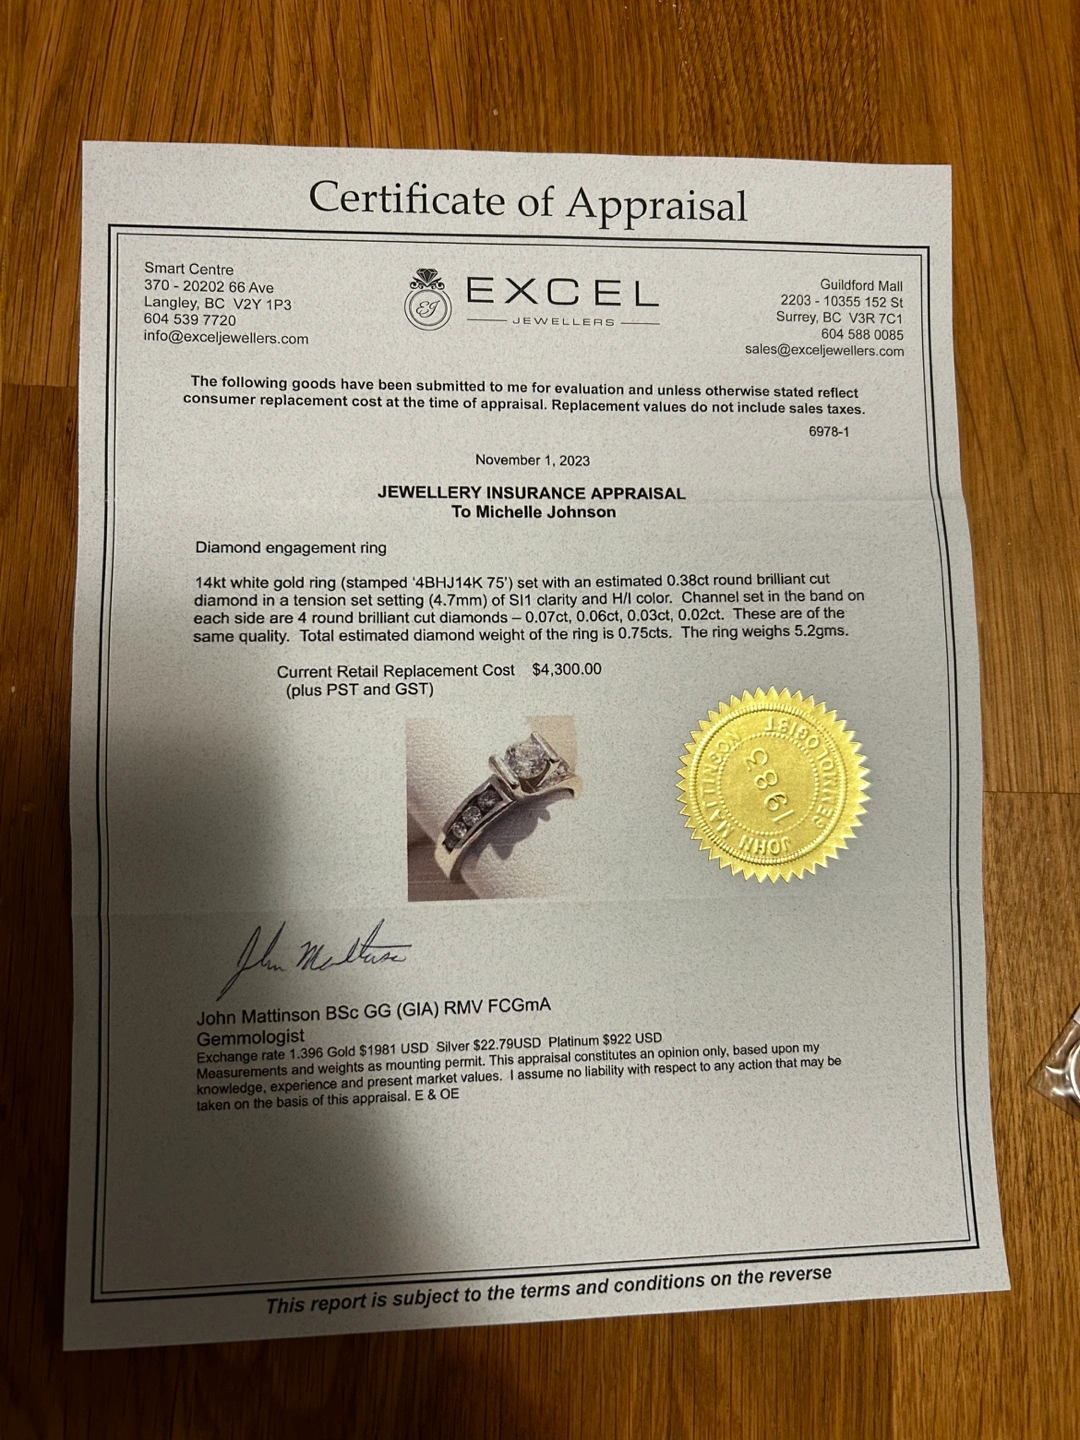 Certificate of Appraisal
Smart Centre
370 - 20202 66 Ave
Langley, BC V2Y 1P3
604 539 7720
info@exceljewellers.com
EJ
EXCEL
JEWELLERS
Guildford Mall
2203 - 10355 152 St
Surrey, BC V3R 7C1
604 588 0085
sales@exceljewellers.com
The following goods have been submitted to me for evaluation and unless otherwise stated reflect
consumer replacement cost at the time of appraisal. Replacement values do not include sales taxes.
6978-1
November 1, 2023
JEWELLERY INSURANCE APPRAISAL
To Michelle Johnson
Diamond engagement ring
14kt white gold ring (stamped '4BHJ14K 75') set with an estimated 0.38ct round brilliant cut
diamond in a tension set setting (4.7mm) of SI1 clarity and H/I color. Channel set in the band on
each side are 4 round brilliant cut diamonds – 0.07ct, 0.06ct, 0.03ct, 0.02ct. These are of the
same quality. Total estimated diamond weight of the ring is 0.75cts. The ring weighs 5.2gms.
Current Retail Replacement Cost $4,300.00
(plus PST and GST)
JOHN MATTINSON
GEMMOLOGIST
1983
John Mattinson
John Mattinson BSc GG (GIA) RMV FCGmA
Gemmologist
Exchange rate 1.396 Gold $1981 USD Silver $22.79USD Platinum $922 USD
Measurements and weights as mounting permit. This appraisal constitutes an opinion only, based upon my
knowledge, experience and present market values. I assume no liability with respect to any action that may be
taken on the basis of this appraisal. E & OE
This report is subject to the terms and conditions on the reverse